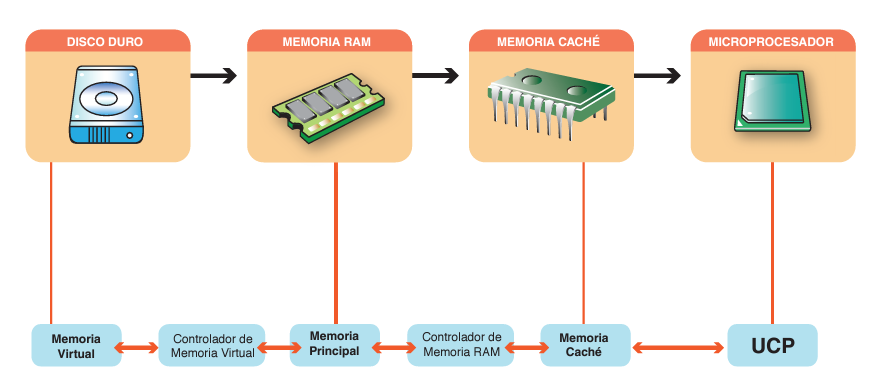 DISCO DURO
MEMORIA RAM
MEMORIA CACHÉ
MICROPROCESADOR
Memoria
Virtual
Controlador de
Memoria Virtual
Memoria
Principal
Controlador de
Memoria RAM
Memoria
Caché
UCP